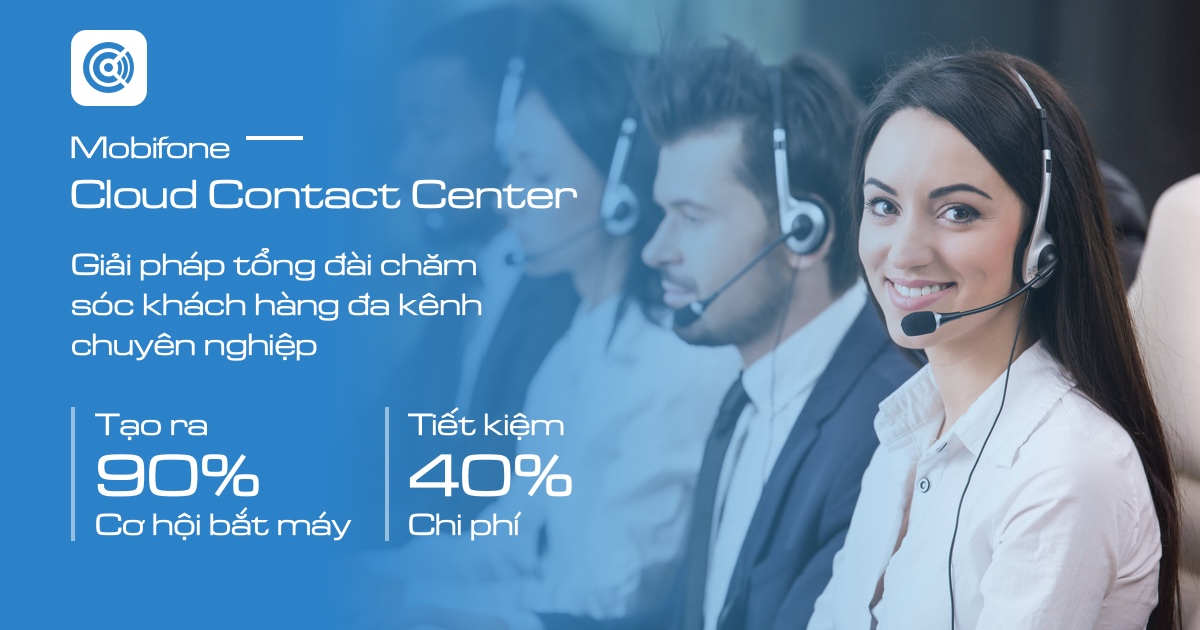 Mobifone
Cloud Contact Center
Giải pháp tổng đài chăm
sóc khách hàng đa kênh
chuyên nghiệp
Tạo ra
90%
Cơ hội bắt máy
Tiết kiệm
40%
Chi phí